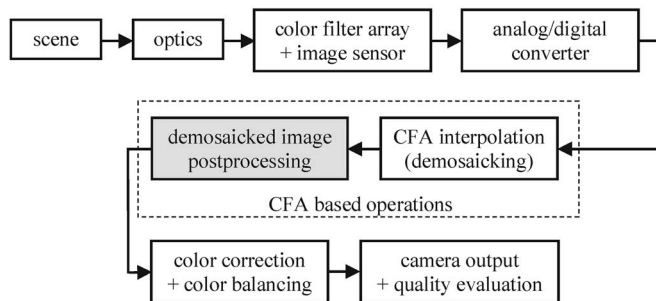 scene
optics
color filter array
+ image sensor
analog/digital
converter
demosaicked image
postprocessing
CFA interpolation
(demosaicking)
CFA based operations
color correction
+ color balancing
camera output
+ quality evaluation